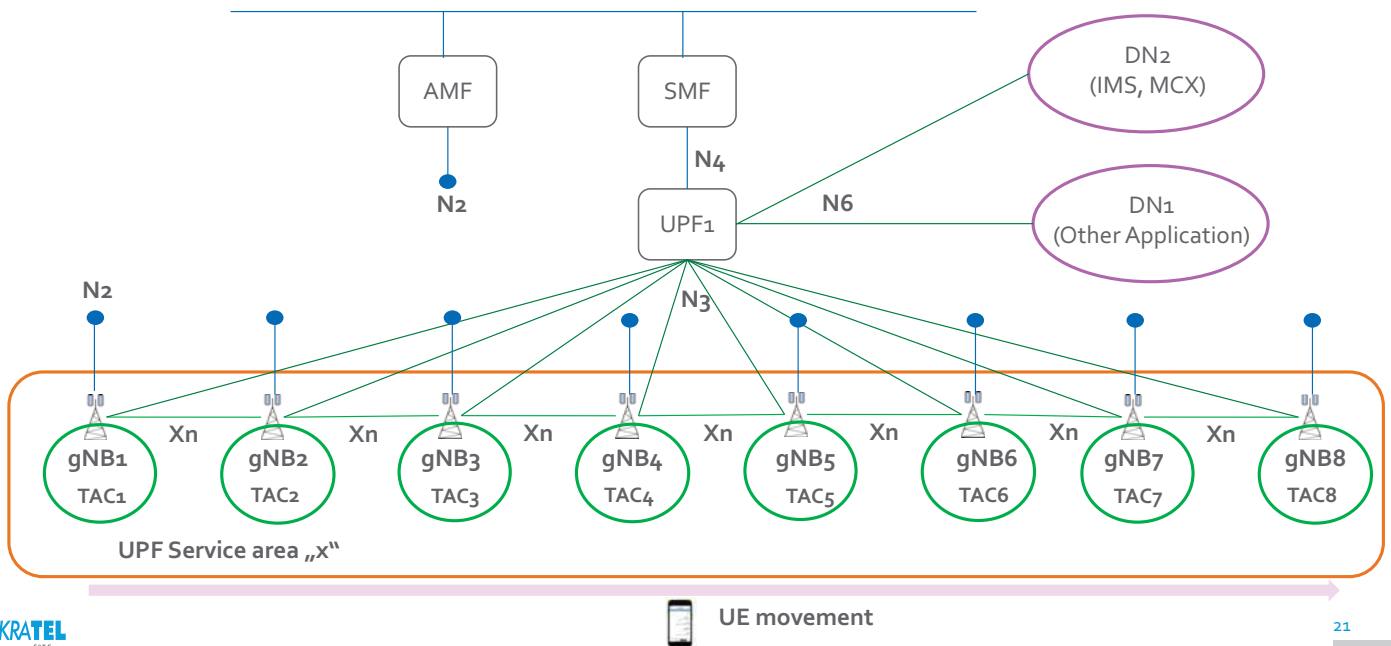 AMF
SMF
DN2
(IMS, MCX)
N4
N2
UPF1
N6
DN1
(Other Application)
N2
N3
Xn
Xn
Xn
Xn
Xn
Xn
Xn
gNB1
gNB2
gNB3
gNB4
gNB5
gNB6
gNB7
gNB8
TAC1
TAC2
TAC3
TAC4
TAC5
TAC6
TAC7
TAC8
UPF Service area „x“
UE movement
KRATEL
21